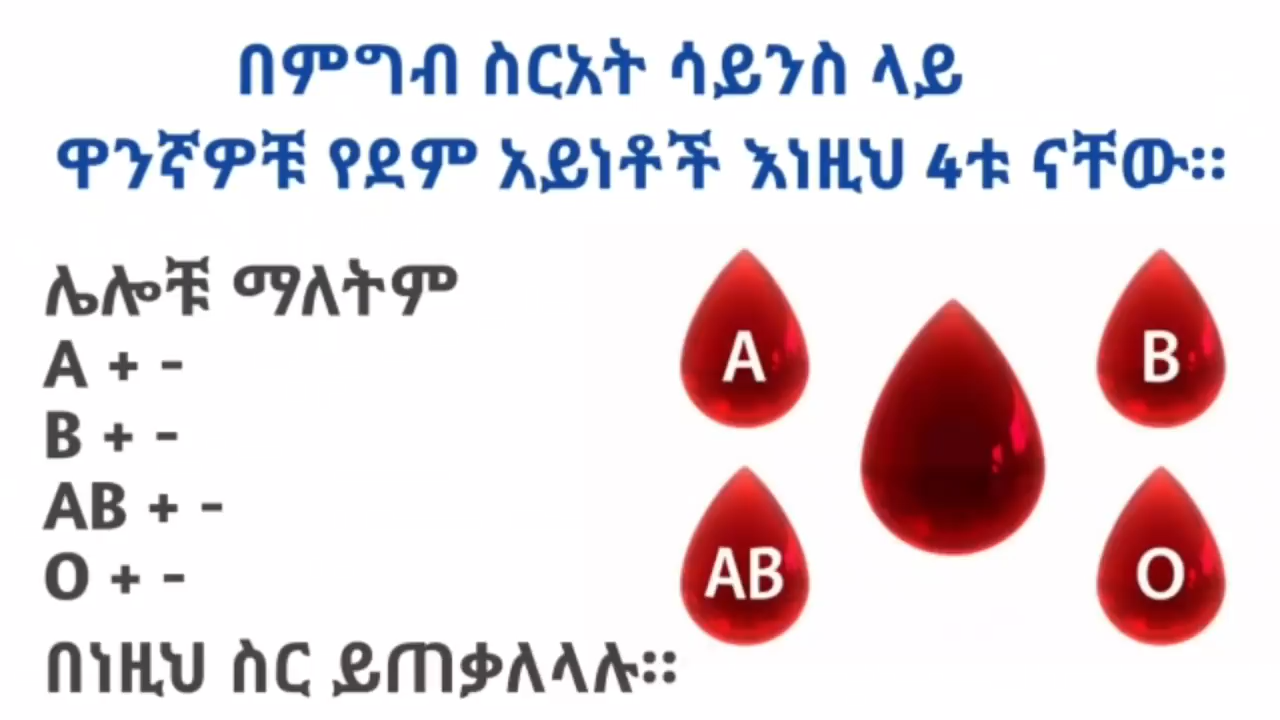 በምግብ ስርአት ሳይንስ ላይ
ዋንኛዎቹ የደም አይነቶች እነዚህ 4ቱ ናቸው።
ሌሎቹ ማለትም
A + -
B + -
AB + -
O + -
በነዚህ ስር ይጠቃለላሉ።
A
B
AB
O